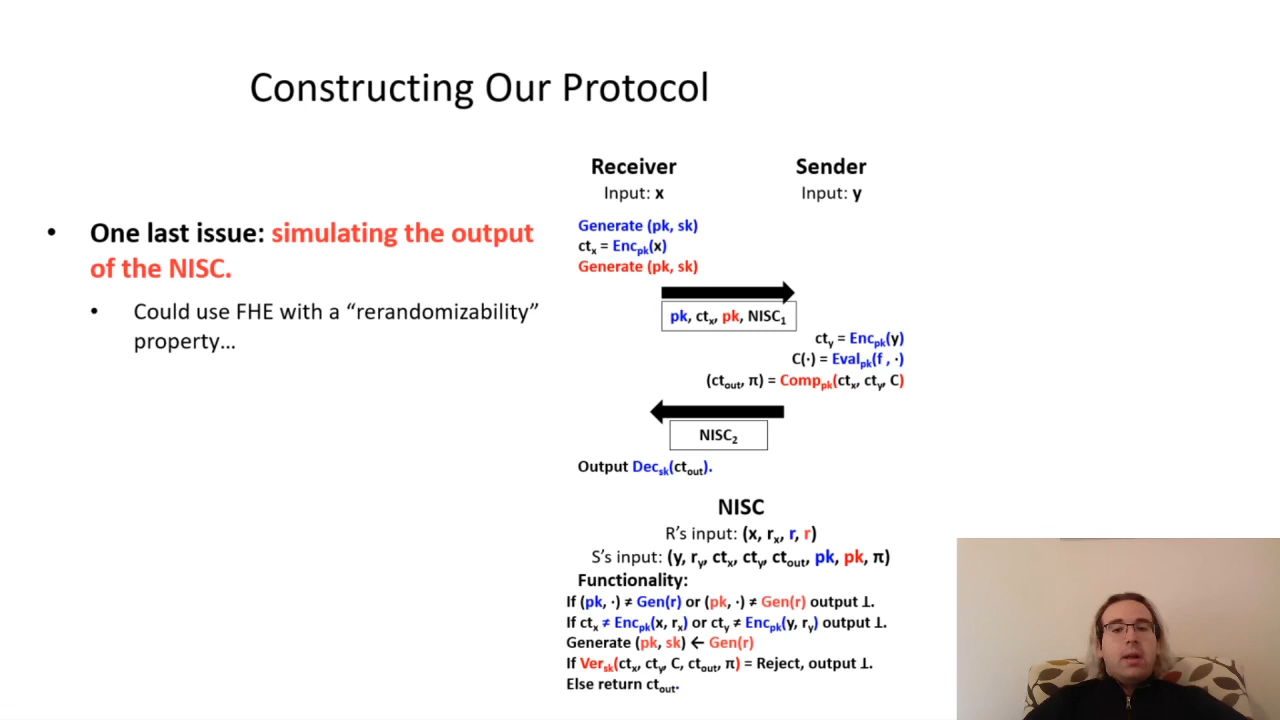 Constructing Our Protocol
• One last issue: simulating the output
of the NISC.
• Could use FHE with a “rerandomizability”
property...
Receiver
Input: x
Sender
Input: y
Generate (pk, sk)
ctₓ = Encpk(x)
Generate (pk, sk)
pk, ctₓ, pk, NISC₁
cty = Encpk(y)
C(·) = Evalpk(f , ·)
(ctout, π) = Comppk(ctₓ, cty, C)
NISC₂
Output Decsk(ctout).
NISC
R’s input: (x, rₓ, r, r)
S’s input: (y, ry, ctₓ, cty, ctout, pk, pk, π)
Functionality:
If (pk, ·) ≠ Gen(r) or (pk, ·) ≠ Gen(r) output ⊥.
If ctₓ ≠ Encpk(x, rₓ) or cty ≠ Encpk(y, ry) output ⊥.
Generate (pk, sk) ← Gen(r)
If Versk(ctₓ, cty, C, ctout, π) = Reject, output ⊥.
Else return ctout.